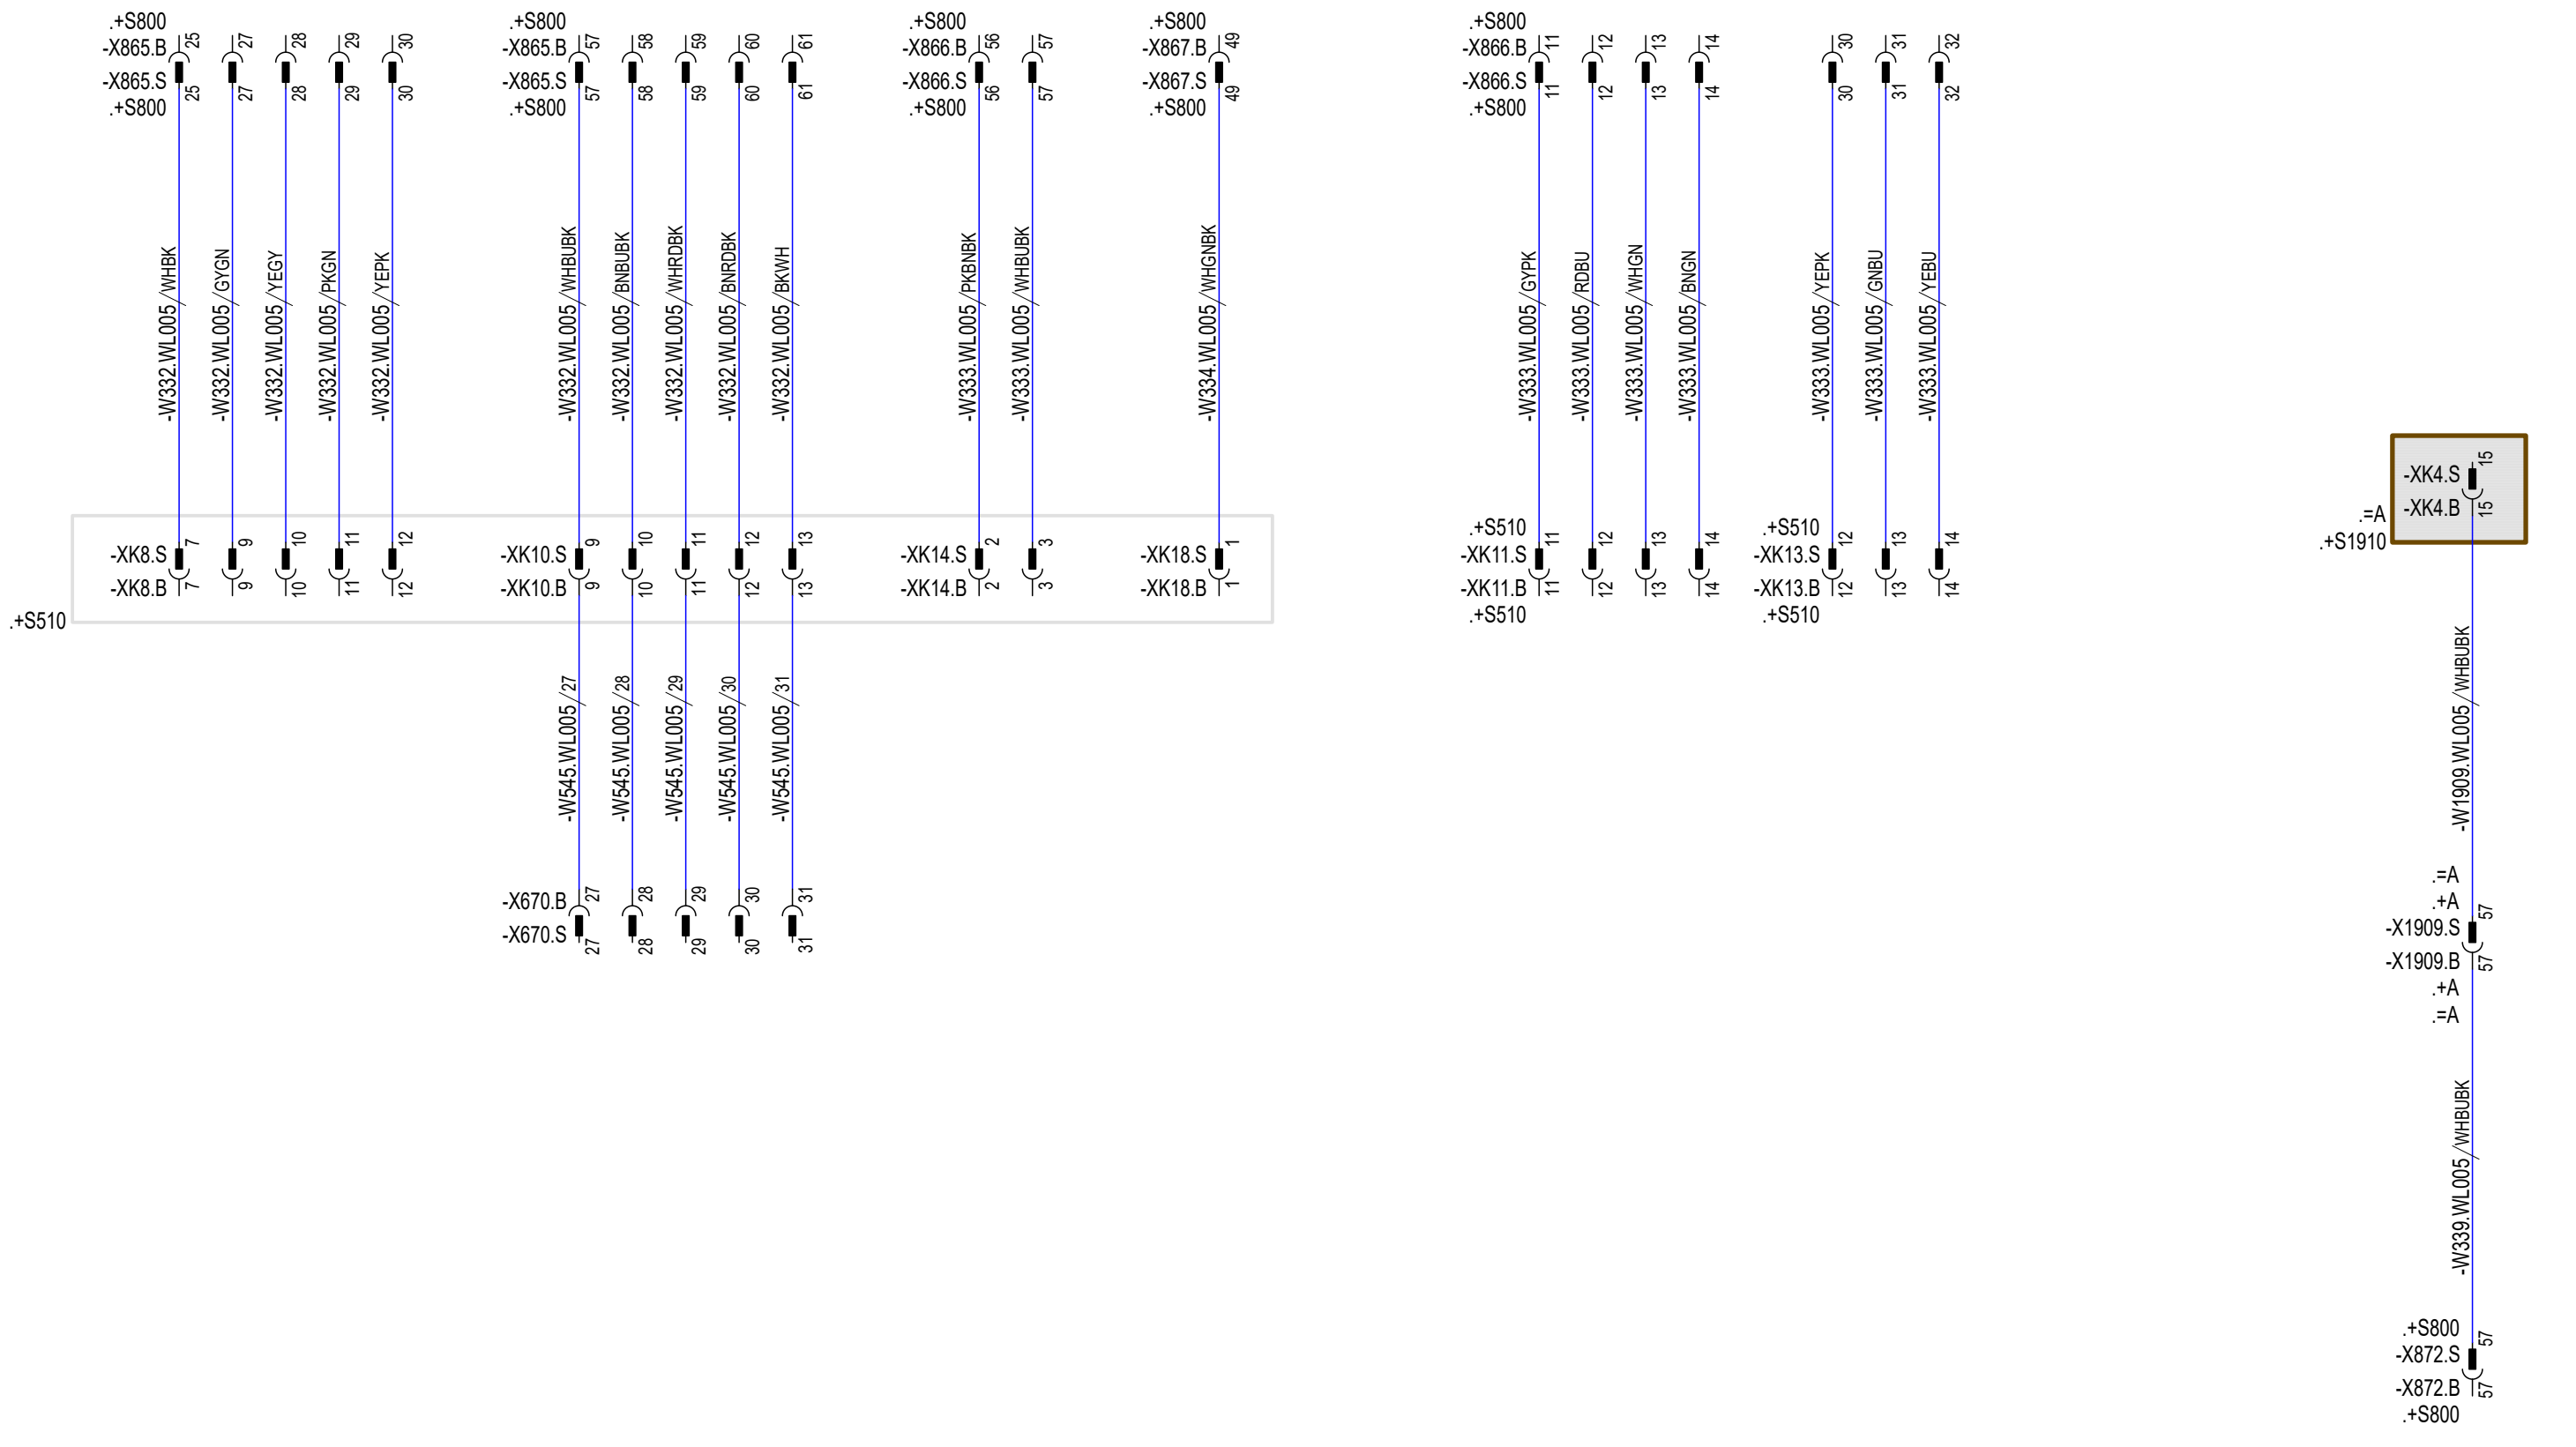 .+S800 .+S800 .+S800 .+S800 .+S800
-X865.B 25 27 28 29 30 -X865.B 57 58 59 60 61 -X866.B 56 57 -X867.B 49 -X866.B 11 12 13 14 30 31 32
-X865.S 25 27 28 29 30 -X865.S 57 58 59 60 61 -X866.S 56 57 -X867.S 49 -X866.S 11 12 13 14 30 31 32
.+S800 .+S800 .+S800 .+S800 .+S800
-W332.WL005 /WHBK
-W332.WL005 /GYGN
-W332.WL005 /YEGY
-W332.WL005 /PKGN
-W332.WL005 /YEPK
-W332.WL005 /WHBUBK
-W332.WL005 /BNBUBK
-W332.WL005 /WHRDBK
-W332.WL005 /BNRDBK
-W332.WL005 /BKWH
-W333.WL005 /PKBNBK
-W333.WL005 /WHBUBK
-W334.WL005 /WHGNBK
-W333.WL005 /GYPK
-W333.WL005 /RDBU
-W333.WL005 /WHGN
-W333.WL005 /BNGN
-W333.WL005 /YEPK
-W333.WL005 /GNBU
-W333.WL005 /YEBU
-XK4.S 15
-XK4.B 15
.=A
.+S1910
.+S510 .+S510
-XK8.S 7 9 10 11 12 -XK10.S 9 10 11 12 13 -XK14.S 2 3 -XK18.S 1 -XK11.S 11 12 13 14 -XK13.S 12 13 14
-XK8.B 7 9 10 11 12 -XK10.B 9 10 11 12 13 -XK14.B 2 3 -XK18.B 1 -XK11.B 11 12 13 14 -XK13.B 12 13 14
.+S510 .+S510 .+S510
-W545.WL005 /27
-W545.WL005 /28
-W545.WL005 /29
-W545.WL005 /30
-W545.WL005 /31
-W1909.WL005 /WHBUBK
-X670.B 27 28 29 30 31
-X670.S 27 28 29 30 31
.=A
.+A
-X1909.S 57
-X1909.B 57
.+A
.=A
-W339.WL005 /WHBUBK
.+S800
-X872.S 57
-X872.B 57
.+S800